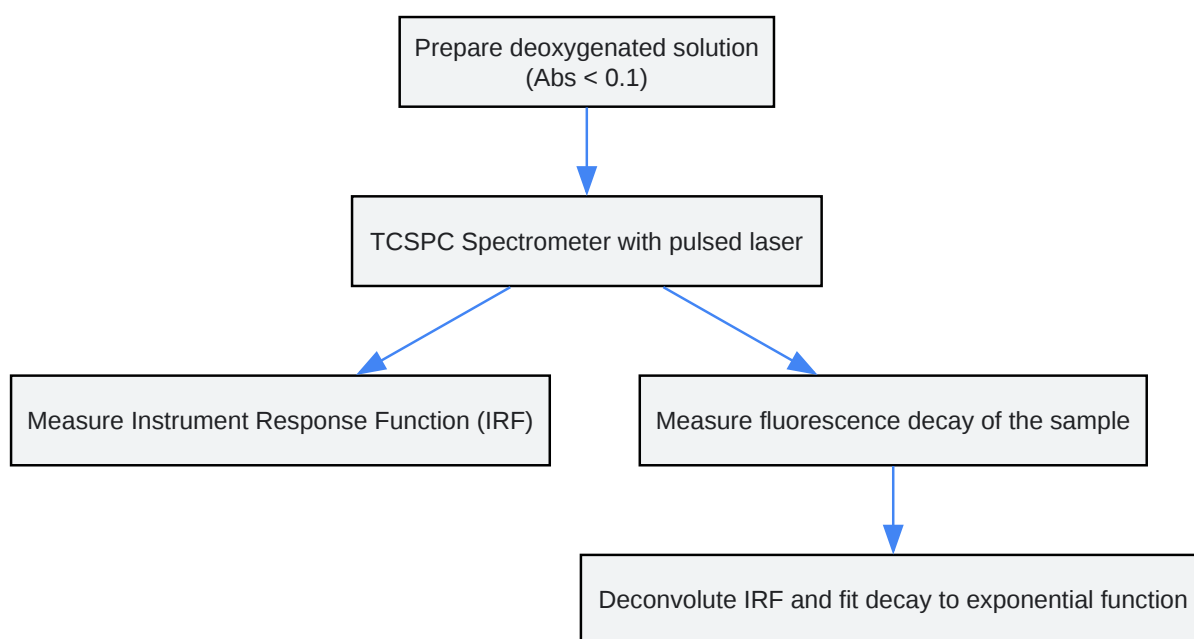 Prepare deoxygenated solution
(Abs < 0.1)
TCSPC Spectrometer with pulsed laser
Measure Instrument Response Function (IRF)
Measure fluorescence decay of the sample
Deconvolute IRF and fit decay to exponential function